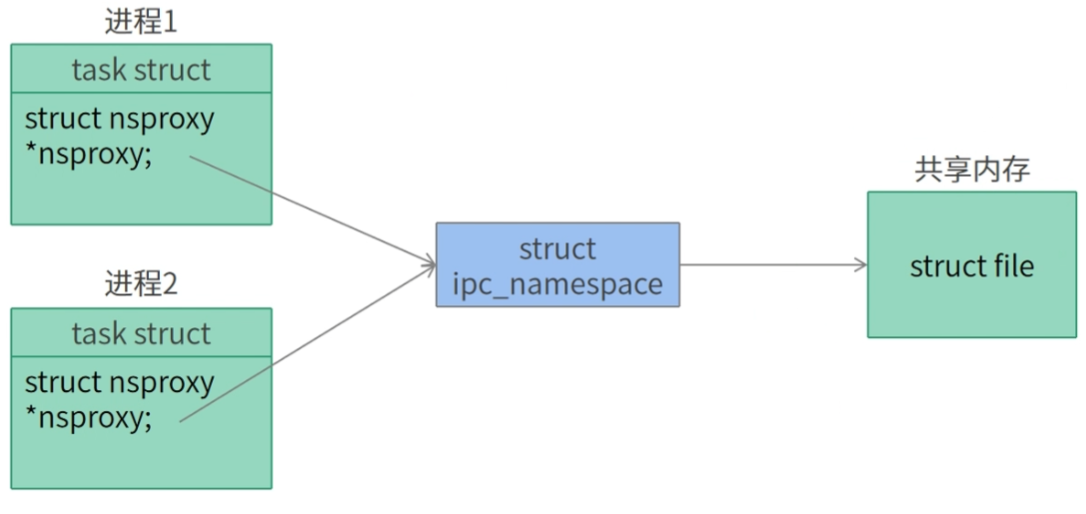 进程1
task struct
struct nsproxy
*nsproxy;
进程2
task struct
struct nsproxy
*nsproxy;
struct
ipc_namespace
共享内存
struct file